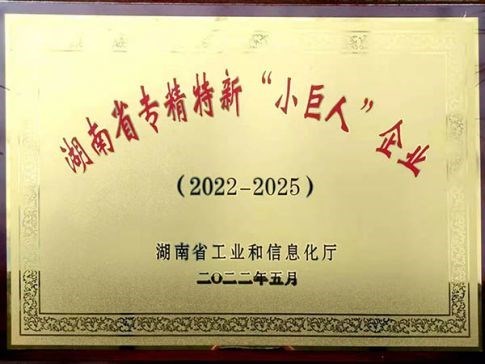 湖南省专精特新“小巨人”企业
(2022-2025)
湖南省工业和信息化厅
二〇二二年五月